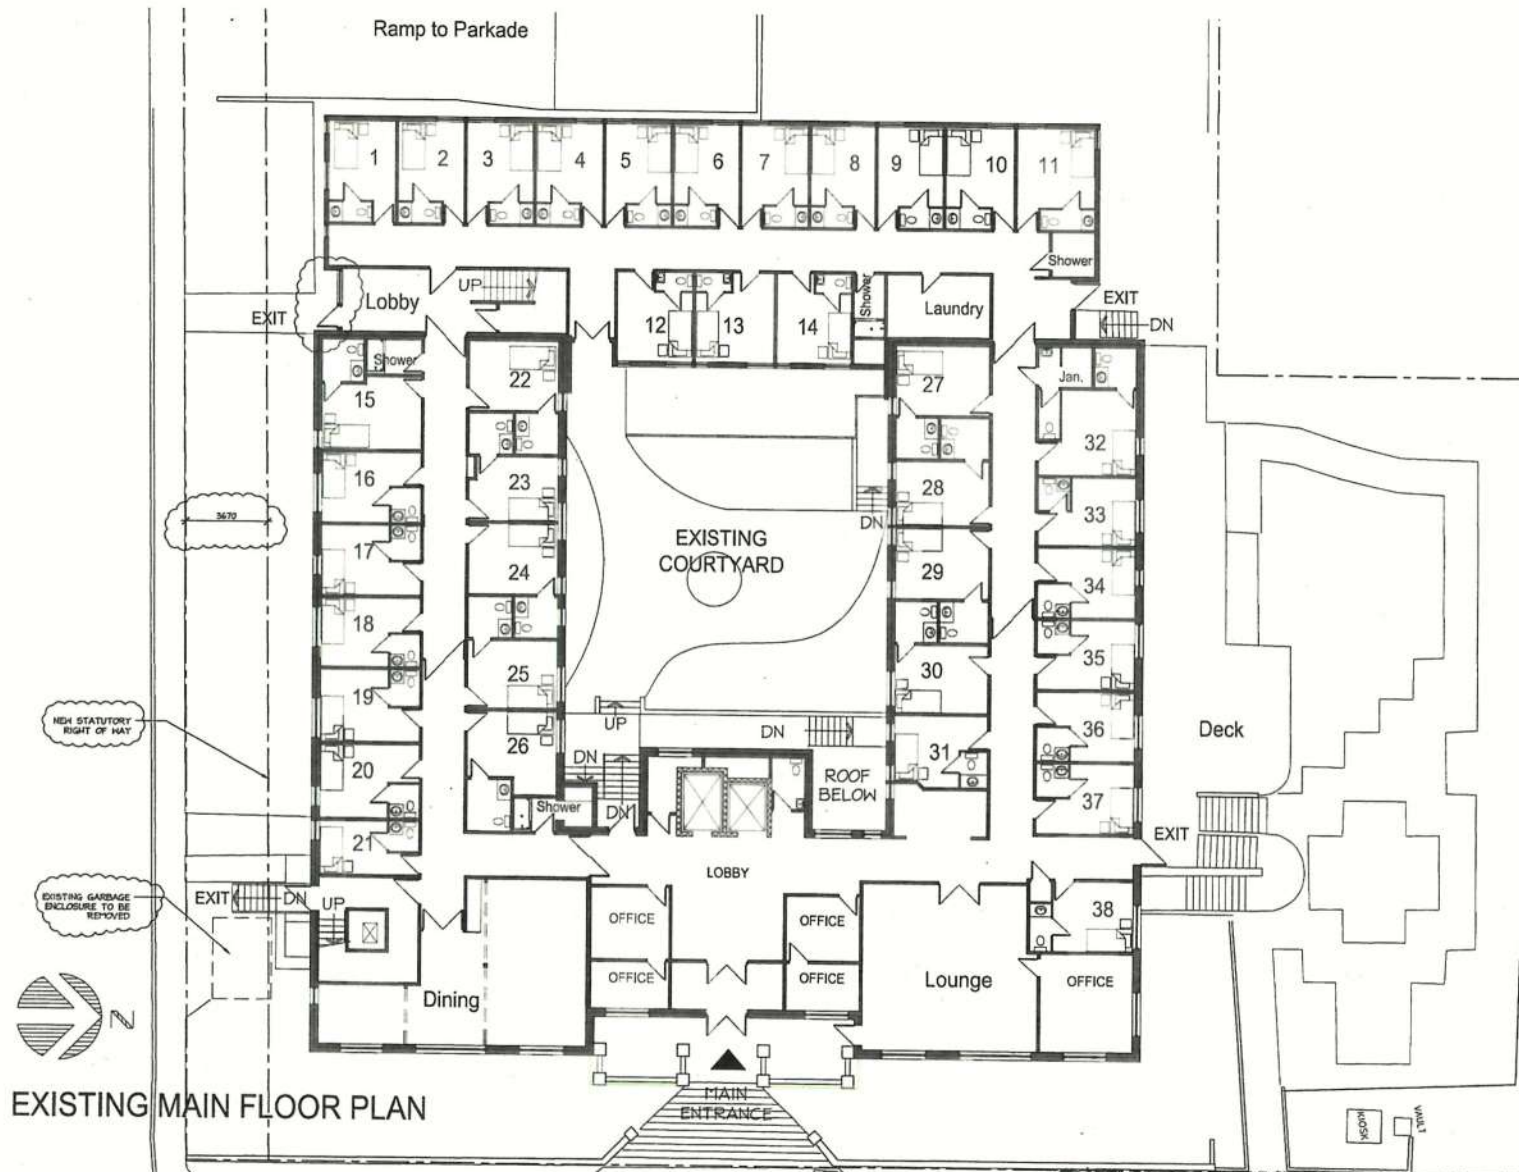 Ramp to Parkade
1
2
3
4
5
6
7
8
9
10
11
Shower
Lobby
UP
EXIT
12
13
14
Shower
Laundry
EXIT
DN
Shower
15
22
27
Jan.
32
16
23
28
33
3670
DN
EXISTING
COURTYARD
17
24
29
34
18
25
30
35
19
UP
DN
31
36
NEW STATUTORY
RIGHT OF WAY
Deck
20
26
DN
ROOF
BELOW
37
Shower
DN
EXIT
21
LOBBY
EXISTING GARBAGE
ENCLOSURE TO BE
REMOVED
EXIT
DN
UP
OFFICE
OFFICE
38
OFFICE
OFFICE
Dining
Lounge
OFFICE
N
EXISTING MAIN FLOOR PLAN
MAIN
ENTRANCE
KIOSK
VAULT